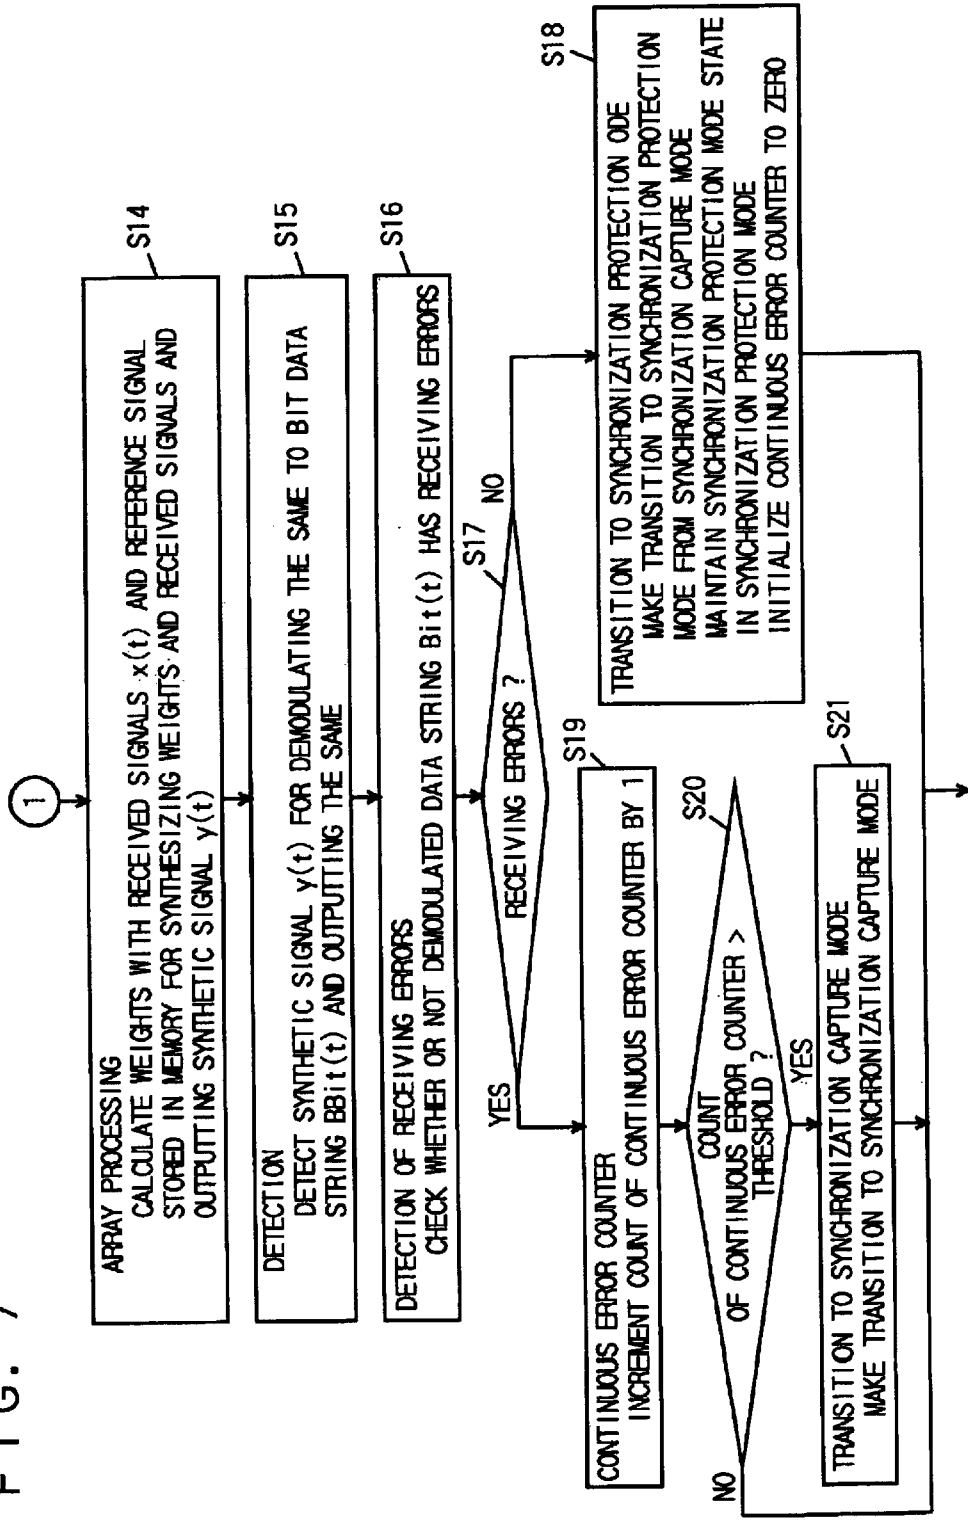 FIG. 7
1
S14
ARRAY PROCESSING
CALCULATE WEIGHTS WITH RECEIVED SIGNALS x(t) AND REFERENCE SIGNAL
STORED IN MEMORY FOR SYNTHESIZING WEIGHTS AND RECEIVED SIGNALS AND
OUTPUTTING SYNTHETIC SIGNAL y(t)
S15
DETECTION
DETECT SYNTHETIC SIGNAL y(t) FOR DEMODULATING THE SAME TO BIT DATA
STRING BBit(t) AND OUTPUTTING THE SAME
S16
DETECTION OF RECEIVING ERRORS
CHECK WHETHER OR NOT DEMODULATED DATA STRING Bit(t) HAS RECEIVING ERRORS
S17
RECEIVING ERRORS ?
YES
NO
S18
TRANSITION TO SYNCHRONIZATION PROTECTION ODE
MAKE TRANSITION TO SYNCHRONIZATION PROTECTION
MODE FROM SYNCHRONIZATION CAPTURE MODE
MAINTAIN SYNCHRONIZATION PROTECTION MODE STATE
IN SYNCHRONIZATION PROTECTION MODE
INITIALIZE CONTINUOUS ERROR COUNTER TO ZERO
S19
CONTINUOUS ERROR COUNTER
INCREMENT COUNT OF CONTINUOUS ERROR COUNTER BY 1
S20
COUNT
OF CONTINUOUS ERROR COUNTER >
THRESHOLD ?
NO
YES
S21
TRANSITION TO SYNCHRONIZATION CAPTURE MODE
MAKE TRANSITION TO SYNCHRONIZATION CAPTURE MODE